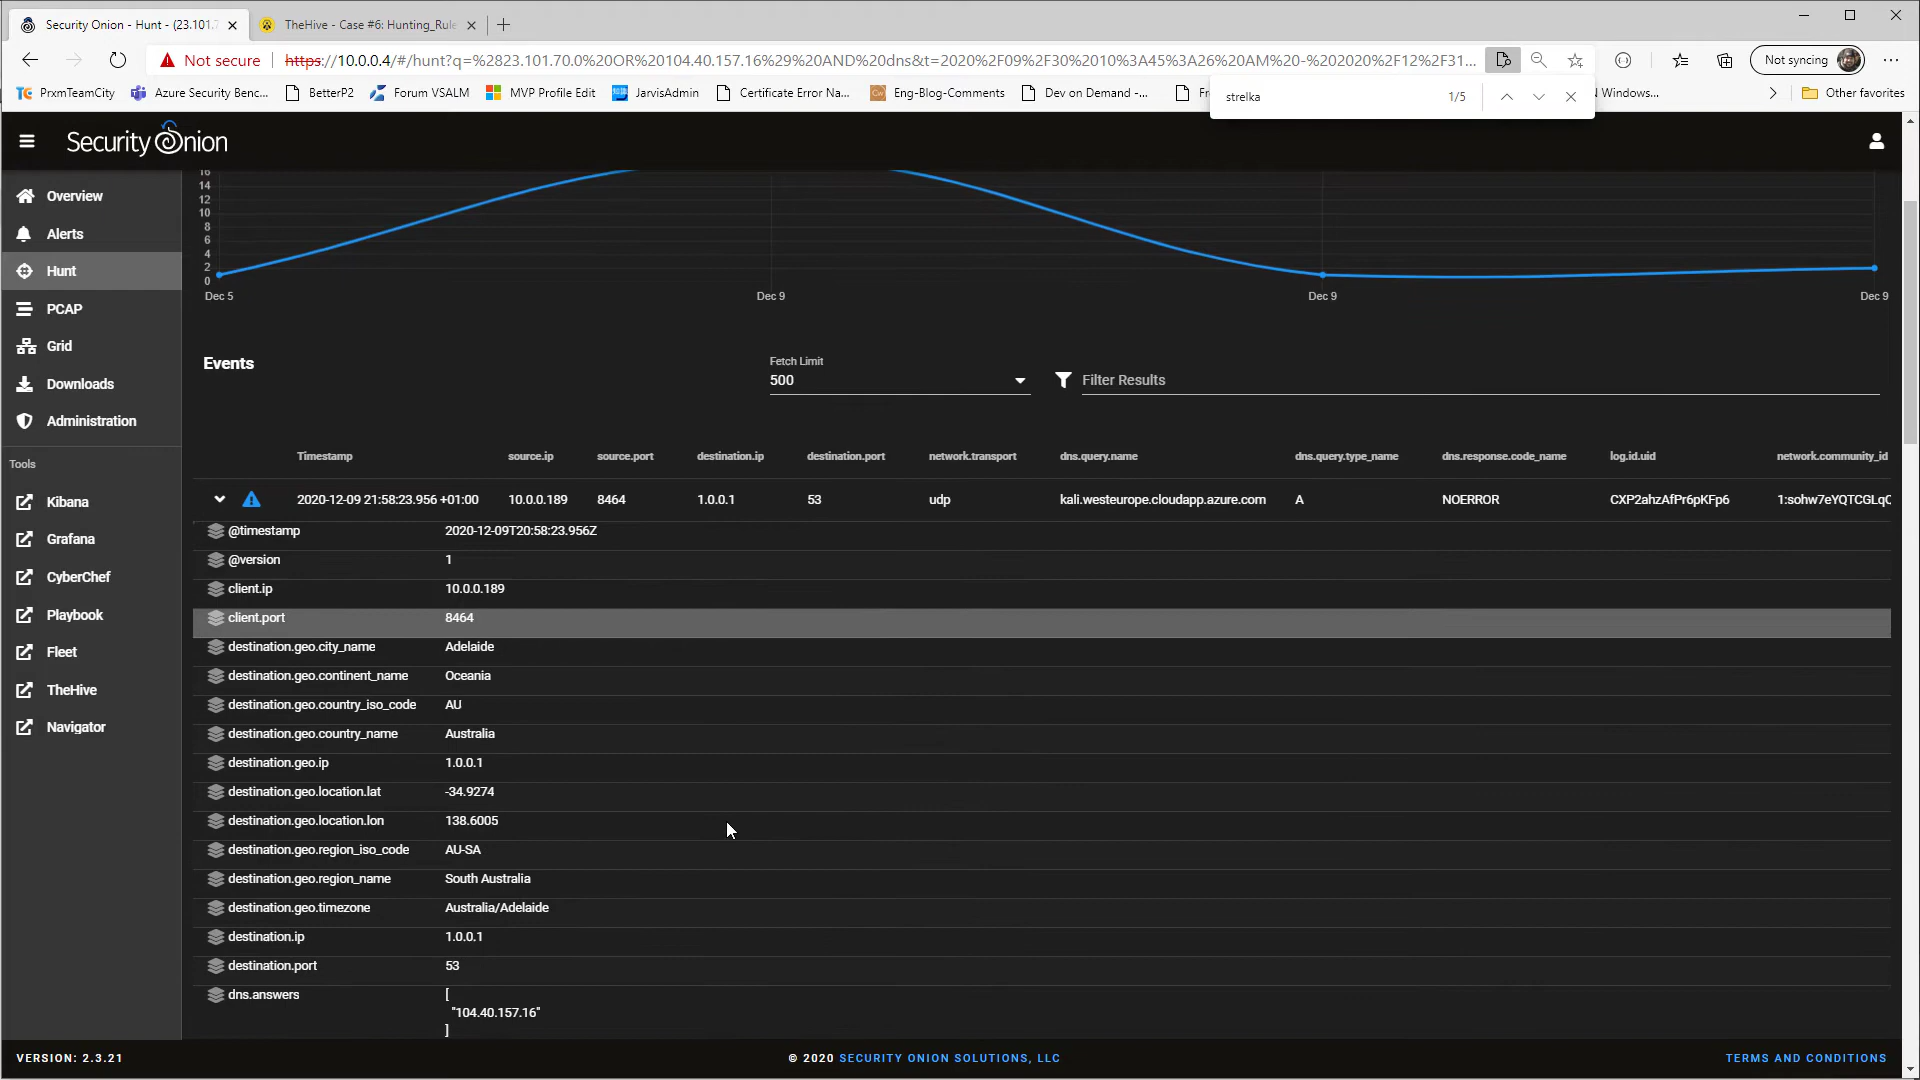 Security Onion - Hunt - (23.101.7
TheHive - Case #6: Hunting_Rule
Not secure
https://10.0.0.4/#/hunt?q=%2823.101.70.0%20OR%20104.40.157.16%29%20AND%20dns&t=2020%2F09%2F30%2010%3A45%3A26%20AM%20-%202020%2F12%2F31...
Not syncing
PrxmTeamCity
Azure Security Benc...
BetterP2
Forum VSALM
MVP Profile Edit
JarvisAdmin
Certificate Error Na...
Eng-Blog-Comments
Dev on Demand -...
Fr
strelka
1/5
N Windows...
Other favorites
Security Onion
Overview
Alerts
Hunt
PCAP
Grid
Downloads
Administration
Tools
Kibana
Grafana
CyberChef
Playbook
Fleet
TheHive
Navigator
16
14
12
10
8
6
4
2
0
Dec 5 Dec 9 Dec 9 Dec 9
Events
Fetch Limit
500
Filter Results
Timestamp source.ip source.port destination.ip destination.port network.transport dns.query.name dns.query.type_name dns.response.code_name log.id.uid network.community_id
2020-12-09 21:58:23.956 +01:00 10.0.0.189 8464 1.0.0.1 53 udp kali.westeurope.cloudapp.azure.com A NOERROR CXP2ahzAfPr6pKFp6 1:sohw7eYQTCGLqC
@timestamp 2020-12-09T20:58:23.956Z
@version 1
client.ip 10.0.0.189
client.port 8464
destination.geo.city_name Adelaide
destination.geo.continent_name Oceania
destination.geo.country_iso_code AU
destination.geo.country_name Australia
destination.geo.ip 1.0.0.1
destination.geo.location.lat -34.9274
destination.geo.location.lon 138.6005
destination.geo.region_iso_code AU-SA
destination.geo.region_name South Australia
destination.geo.timezone Australia/Adelaide
destination.ip 1.0.0.1
destination.port 53
dns.answers [
"104.40.157.16"
]
VERSION: 2.3.21
© 2020 SECURITY ONION SOLUTIONS, LLC
TERMS AND CONDITIONS